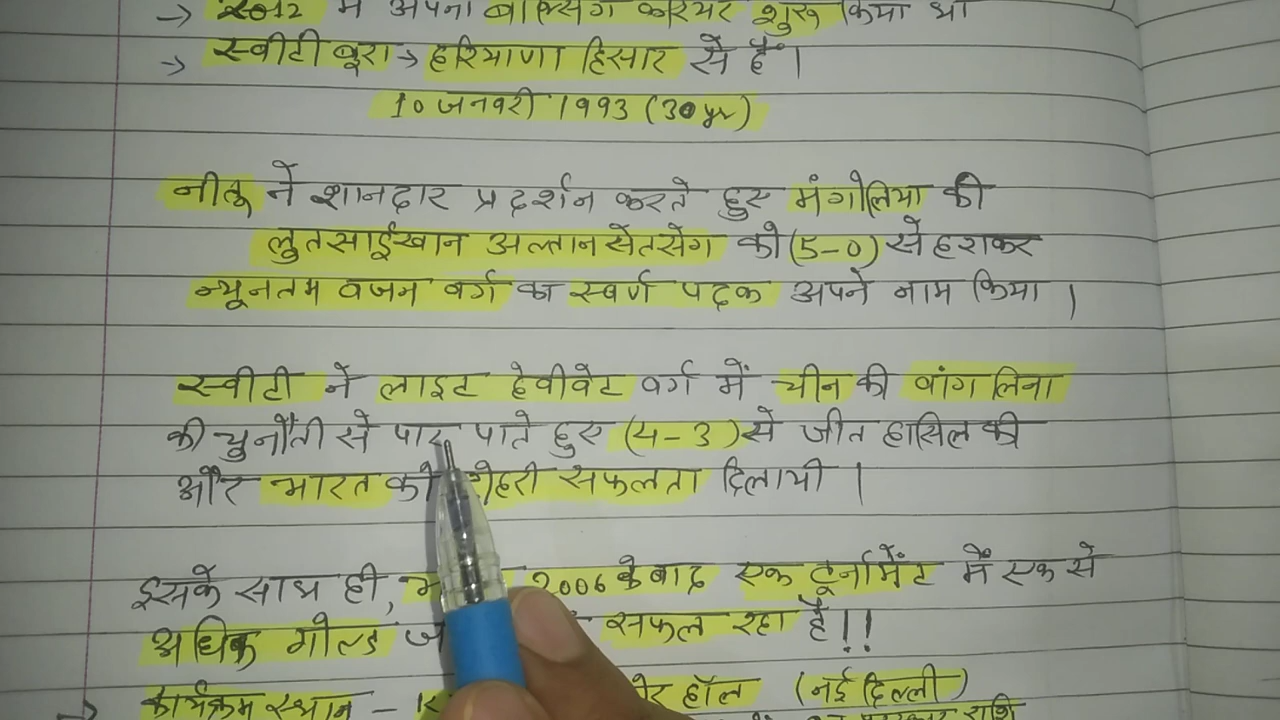 → 2012 में अपना बॉक्सिंग करियर शुरू किया था
→ स्वीटी बूरा → हरियाणा हिसार से है।
10 जनवरी 1993 (30 yr)
नीतू ने शानदार प्रदर्शन करते हुए मंगोलिया की
लुतसाईखान अल्तानसेतसेग को (5-0) से हराकर
न्यूनतम वजन वर्ग का स्वर्ण पदक अपने नाम किया।
स्वीटी ने लाइट हेवीवेट वर्ग में चीन की वांग लिना
की चुनौती से पार पाते हुए (4-3) से जीत हासिल की
और भारत को सफलता दिलायी।
इसके साथ ही, 2006 के बाद एक टूर्नामेंट में एक से
अधिक गोल्ड सफल रहा है!!
→ कार्यक्रम स्थान - हॉल (नई दिल्ली)
राशि